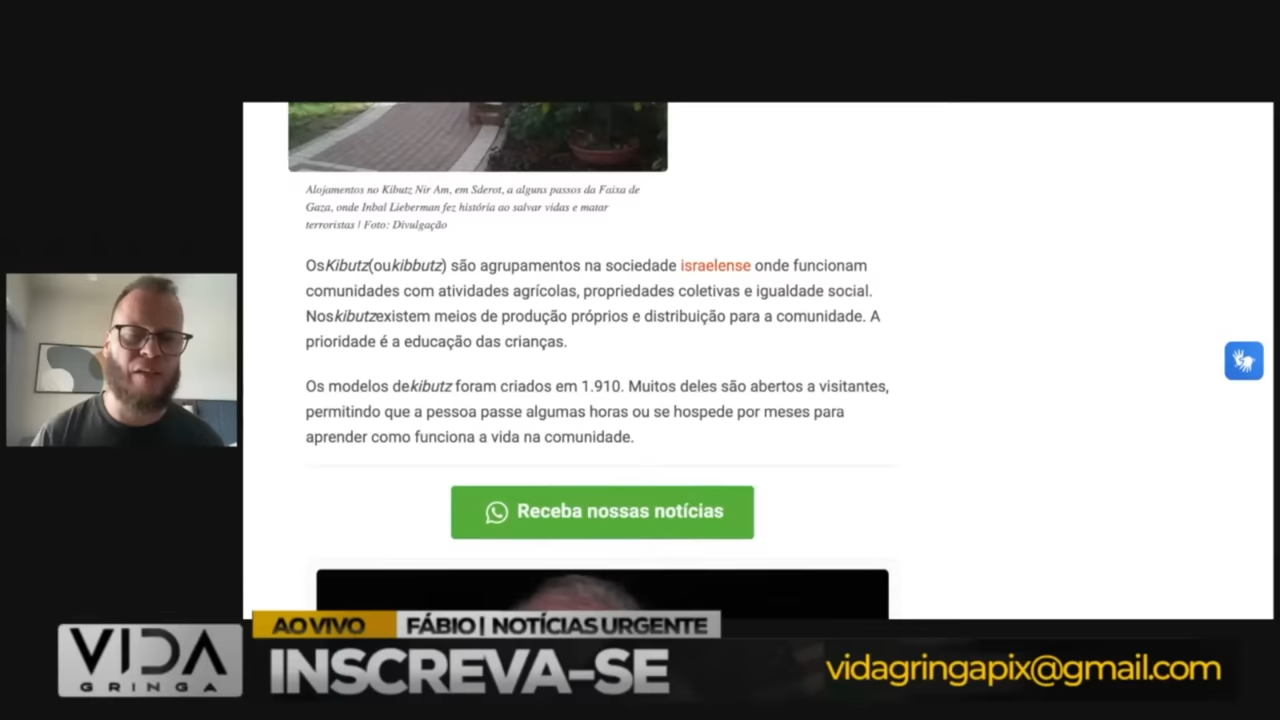 Alojamentos no Kibutz Nir Am, em Sderot, a alguns passos da Faixa de
Gaza, onde Inbal Lieberman fez história ao salvar vidas e matar
terroristas | Foto: Divulgação
OsKibutz(oukibbutz) são agrupamentos na sociedade israelense onde funcionam
comunidades com atividades agrícolas, propriedades coletivas e igualdade social.
Noskibutzexistem meios de produção próprios e distribuição para a comunidade. A
prioridade é a educação das crianças.
Os modelos dekibutz foram criados em 1.910. Muitos deles são abertos a visitantes,
permitindo que a pessoa passe algumas horas ou se hospede por meses para
aprender como funciona a vida na comunidade.
Receba nossas notícias
AO VIVO FÁBIO | NOTÍCIAS URGENTE
VIDA
GRINGA
INSCREVA-SE
vidagringapix@gmail.com